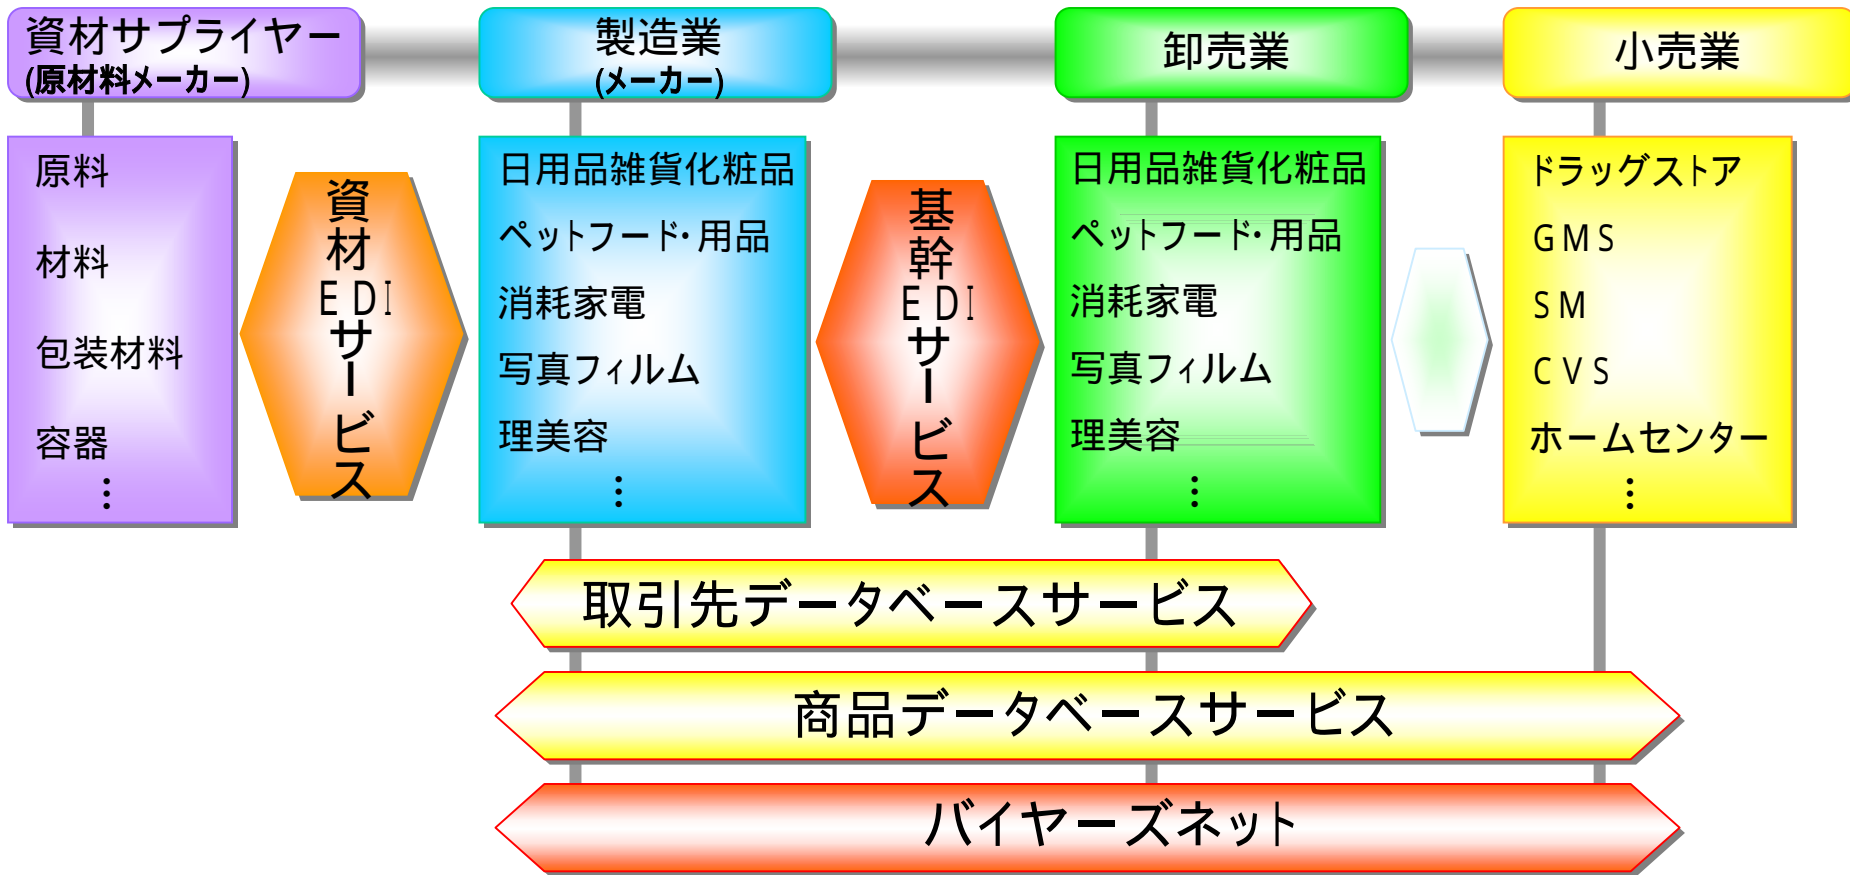 資材サプライヤー
(原材料メーカー)
製造業
(メーカー)
卸売業
小売業
原料
材料
包装材料
容器
⋮
資材EDIサービス
日用品雑貨化粧品
ペットフード・用品
消耗家電
写真フィルム
理美容
⋮
基幹EDIサービス
日用品雑貨化粧品
ペットフード・用品
消耗家電
写真フィルム
理美容
⋮
ドラッグストア
GMS
SM
CVS
ホームセンター
⋮
取引先データベースサービス
商品データベースサービス
バイヤーズネット